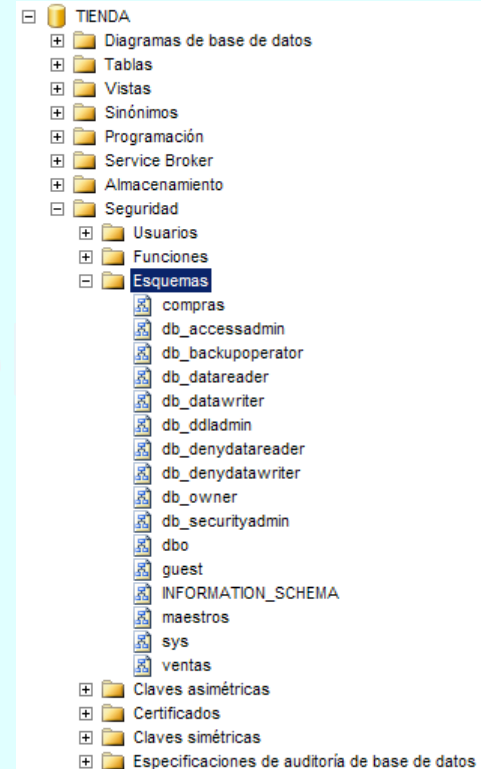 TIENDA
Diagramas de base de datos
Tablas
Vistas
Sinónimos
Programación
Service Broker
Almacenamiento
Seguridad
Usuarios
Funciones
Esquemas
compras
db_accessadmin
db_backupoperator
db_datareader
db_datawriter
db_ddladmin
db_denydatareader
db_denydatawriter
db_owner
db_securityadmin
dbo
guest
INFORMATION_SCHEMA
maestros
sys
ventas
Claves asimétricas
Certificados
Claves simétricas
Especificaciones de auditoría de base de datos